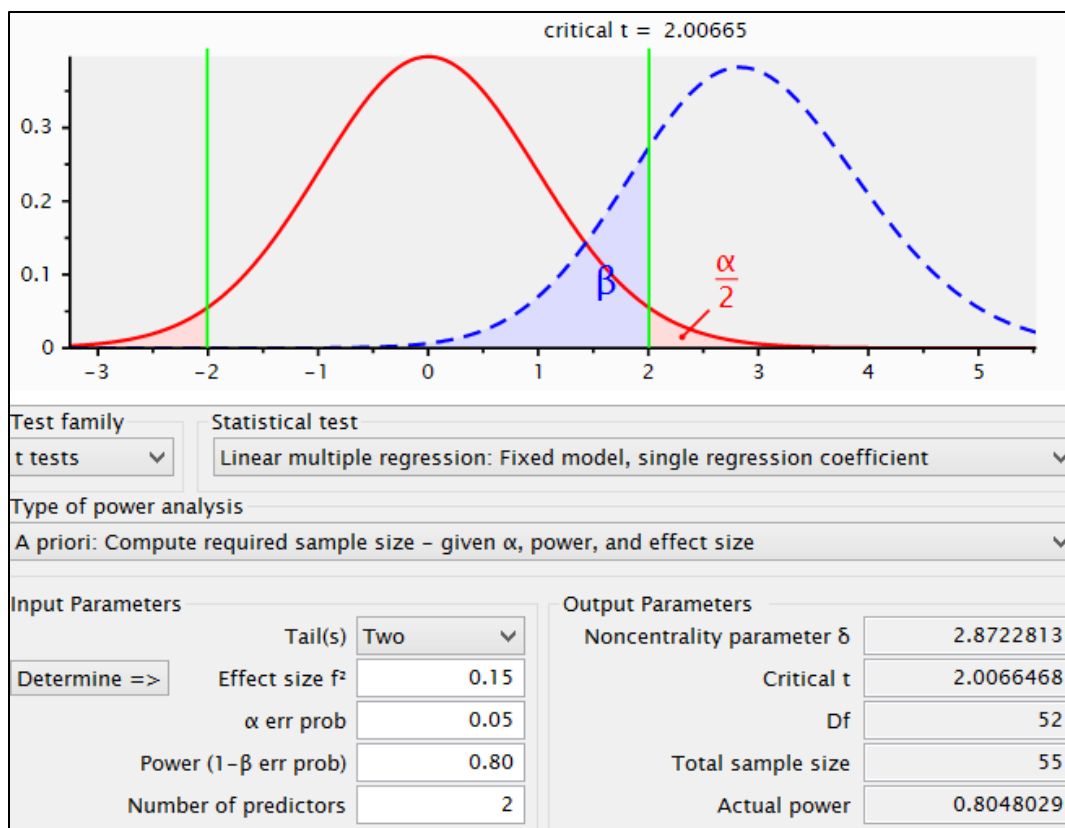 critical t = 2.00665
0.3
0.2
β
α
2
0.1
0
-3 -2 -1 0 1 2 3 4 5
Test family Statistical test
t tests Linear multiple regression: Fixed model, single regression coefficient
Type of power analysis
A priori: Compute required sample size – given α, power, and effect size
Input Parameters
Tail(s) Two
Determine => Effect size f² 0.15
α err prob 0.05
Power (1-β err prob) 0.80
Number of predictors 2
Output Parameters
Noncentrality parameter δ 2.8722813
Critical t 2.0066468
Df 52
Total sample size 55
Actual power 0.8048029